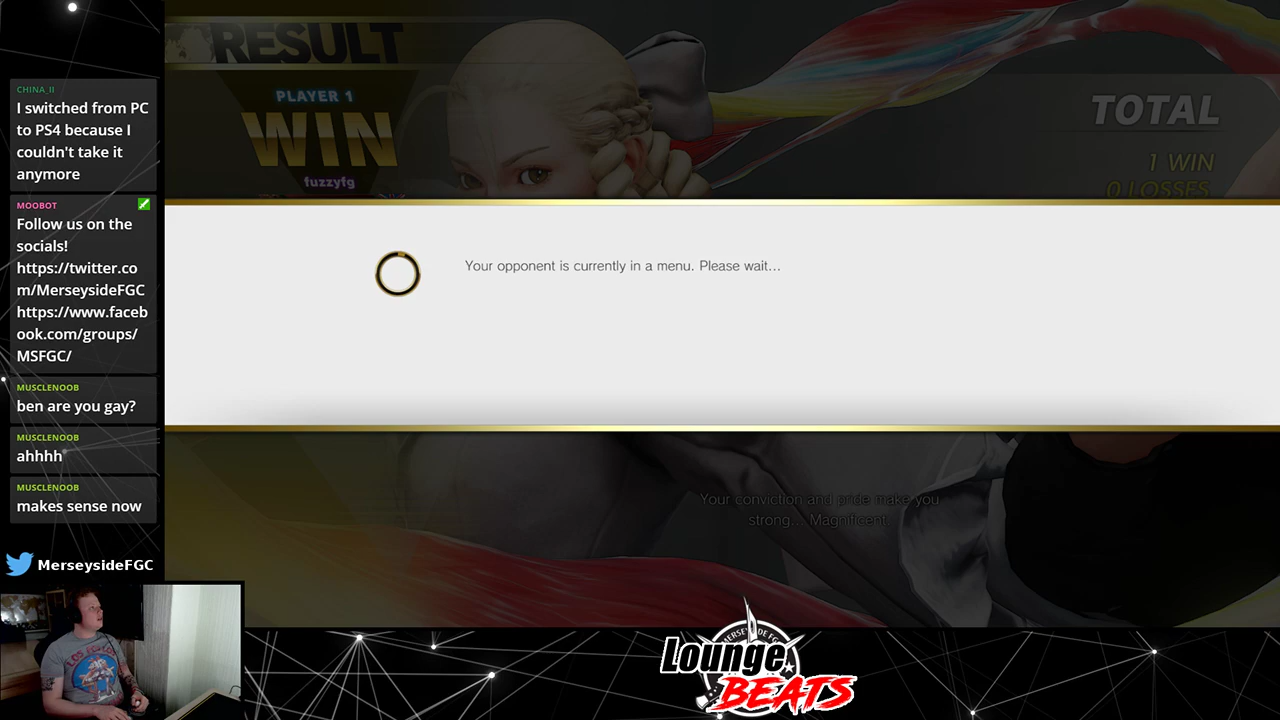 CHINA_II
I switched from PC
to PS4 because I
couldn't take it
anymore
MOOBOT
Follow us on the
socials!
https://twitter.co
m/MerseysideFGC
https://www.faceb
ook.com/groups/
MSFGC/
MUSCLENOOB
ben are you gay?
MUSCLENOOB
ahhhh
MUSCLENOOB
makes sense now
MerseysideFGC
RESULT
PLAYER 1
WIN
fuzzyfg
TOTAL
1 WIN
0 LOSSES
Your opponent is currently in a menu. Please wait...
Your conviction and pride make you
strong... Magnificent.
MERSEYSIDE FGC
Lounge
BEATS